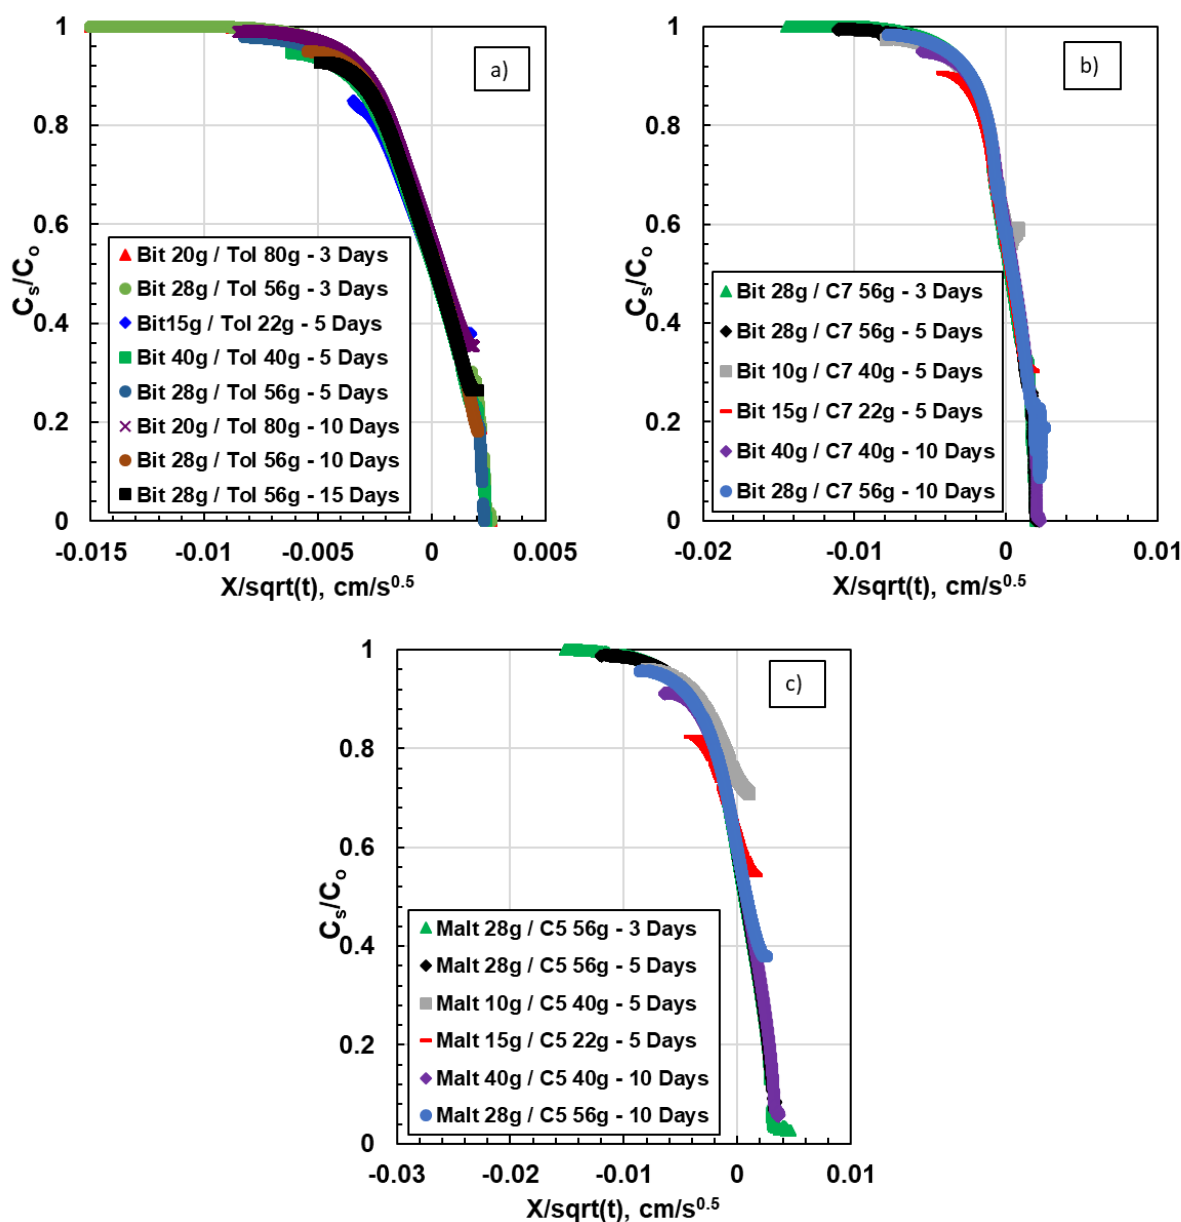 a)
1
0.8
0.6
0.4
0.2
0
Cs/Co
Bit 20g / Tol 80g - 3 Days
Bit 28g / Tol 56g - 3 Days
Bit15g / Tol 22g - 5 Days
Bit 40g / Tol 40g - 5 Days
Bit 28g / Tol 56g - 5 Days
Bit 20g / Tol 80g - 10 Days
Bit 28g / Tol 56g - 10 Days
Bit 28g / Tol 56g - 15 Days
-0.015 -0.01 -0.005 0 0.005
X/sqrt(t), cm/s^0.5
b)
1
0.8
0.6
0.4
0.2
0
Cs/Co
Bit 28g / C7 56g - 3 Days
Bit 28g / C7 56g - 5 Days
Bit 10g / C7 40g - 5 Days
Bit 15g / C7 22g - 5 Days
Bit 40g / C7 40g - 10 Days
Bit 28g / C7 56g - 10 Days
-0.02 -0.01 0 0.01
X/sqrt(t), cm/s^0.5
c)
1
0.8
0.6
0.4
0.2
0
Cs/Co
Malt 28g / C5 56g - 3 Days
Malt 28g / C5 56g - 5 Days
Malt 10g / C5 40g - 5 Days
Malt 15g / C5 22g - 5 Days
Malt 40g / C5 40g - 10 Days
Malt 28g / C5 56g - 10 Days
-0.03 -0.02 -0.01 0 0.01
X/sqrt(t), cm/s^0.5